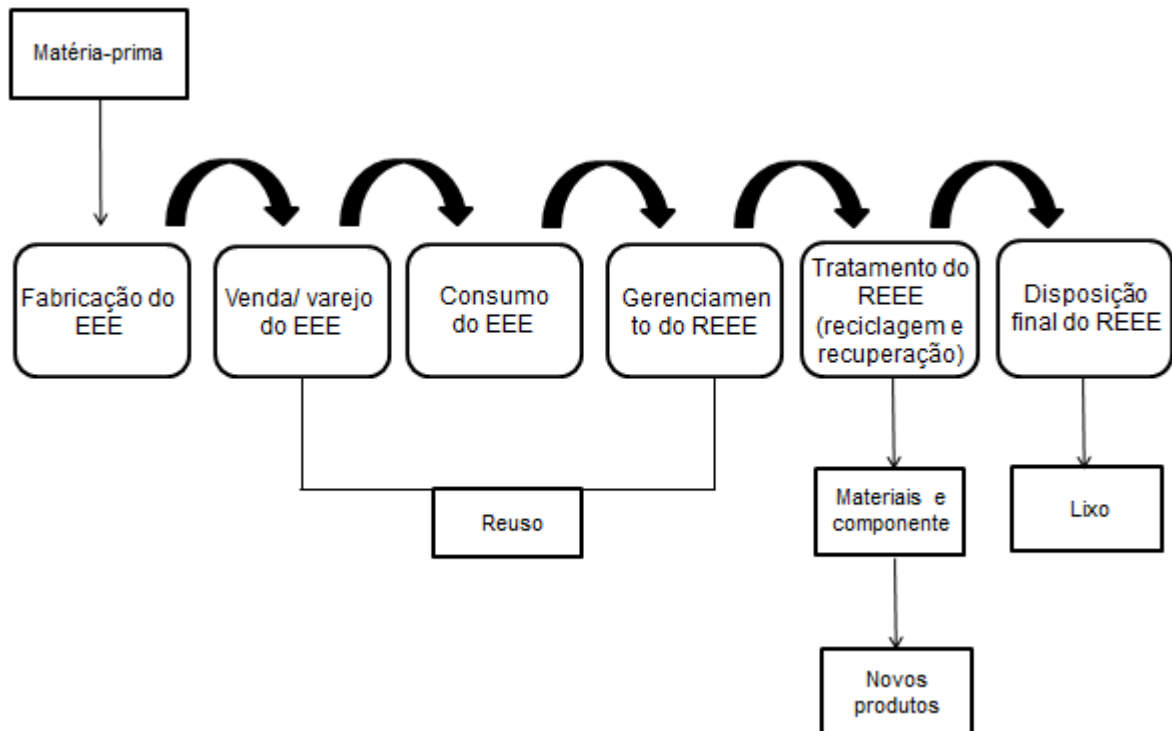 Matéria-prima
Fabricação do
EEE
Venda/ varejo
do EEE
Consumo
do EEE
Gerenciamen
to do REEE
Tratamento do
REEE
(reciclagem e
recuperação)
Disposição
final do REEE
Reuso
Materiais e
componente
Lixo
Novos
produtos